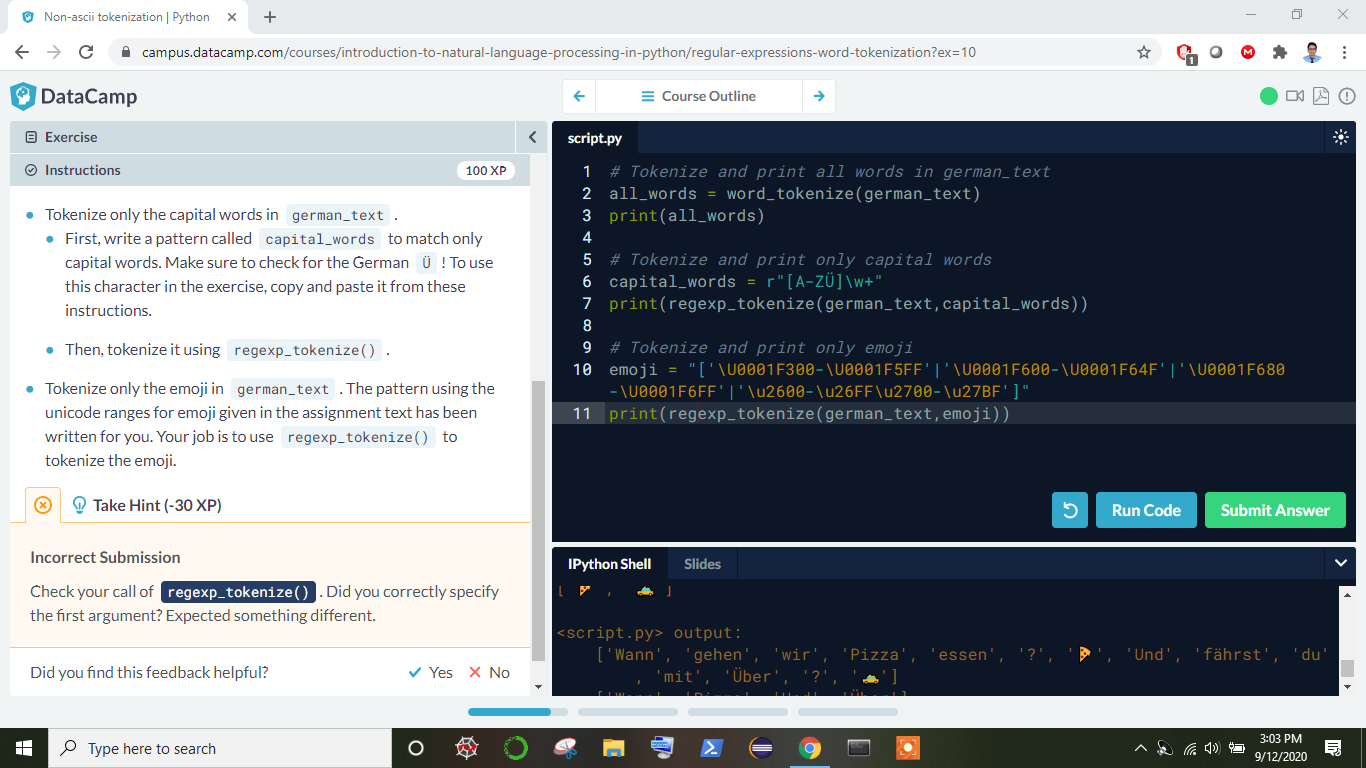 Non-ascii tokenization | Python
campus.datacamp.com/courses/introduction-to-natural-language-processing-in-python/regular-expressions-word-tokenization?ex=10
1
DataCamp
Course Outline
Exercise
Instructions
100 XP
Tokenize only the capital words in german_text .
First, write a pattern called capital_words to match only
capital words. Make sure to check for the German Ü ! To use
this character in the exercise, copy and paste it from these
instructions.
Then, tokenize it using regexp_tokenize() .
Tokenize only the emoji in german_text . The pattern using the
unicode ranges for emoji given in the assignment text has been
written for you. Your job is to use regexp_tokenize() to
tokenize the emoji.
Take Hint (-30 XP)
Incorrect Submission
Check your call of regexp_tokenize() . Did you correctly specify
the first argument? Expected something different.
Did you find this feedback helpful?
Yes
No
script.py
1 # Tokenize and print all words in german_text
2 all_words = word_tokenize(german_text)
3 print(all_words)
4
5 # Tokenize and print only capital words
6 capital_words = r"[A-ZÜ]\w+"
7 print(regexp_tokenize(german_text,capital_words))
8
9 # Tokenize and print only emoji
10 emoji = "['\U0001F300-\U0001F5FF'|'\U0001F600-\U0001F64F'|'\U0001F680
-\U0001F6FF'|'\u2600-\u26FF\u2700-\u27BF']"
11 print(regexp_tokenize(german_text,emoji))
Run Code
Submit Answer
IPython Shell
Slides
['🍕', '🚕']
<script.py> output:
['Wann', 'gehen', 'wir', 'Pizza', 'essen', '?', '🍕', 'Und', 'fährst', 'du'
, 'mit', 'Über', '?', '🚕']
['Wann', 'Pizza', 'Und', 'Über']
Type here to search
3:03 PM
9/12/2020